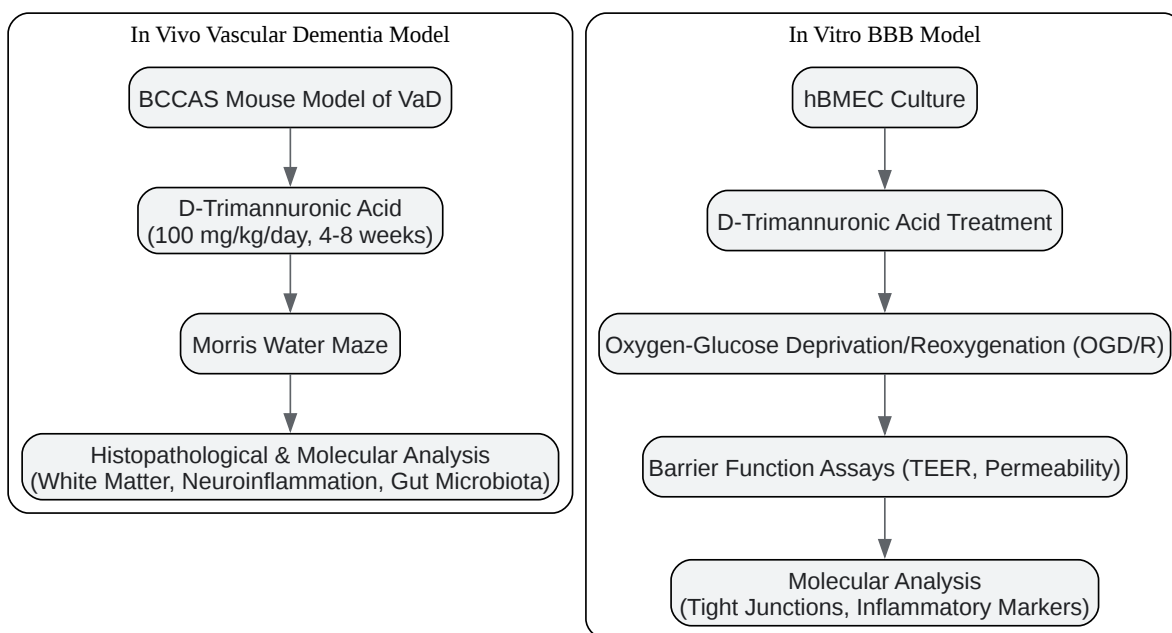 In Vivo Vascular Dementia Model
BCCAS Mouse Model of VaD
D-Trimannuronic Acid
(100 mg/kg/day, 4-8 weeks)
Morris Water Maze
Histopathological & Molecular Analysis
(White Matter, Neuroinflammation, Gut Microbiota)
In Vitro BBB Model
hBMEC Culture
D-Trimannuronic Acid Treatment
Oxygen-Glucose Deprivation/Reoxygenation (OGD/R)
Barrier Function Assays (TEER, Permeability)
Molecular Analysis
(Tight Junctions, Inflammatory Markers)